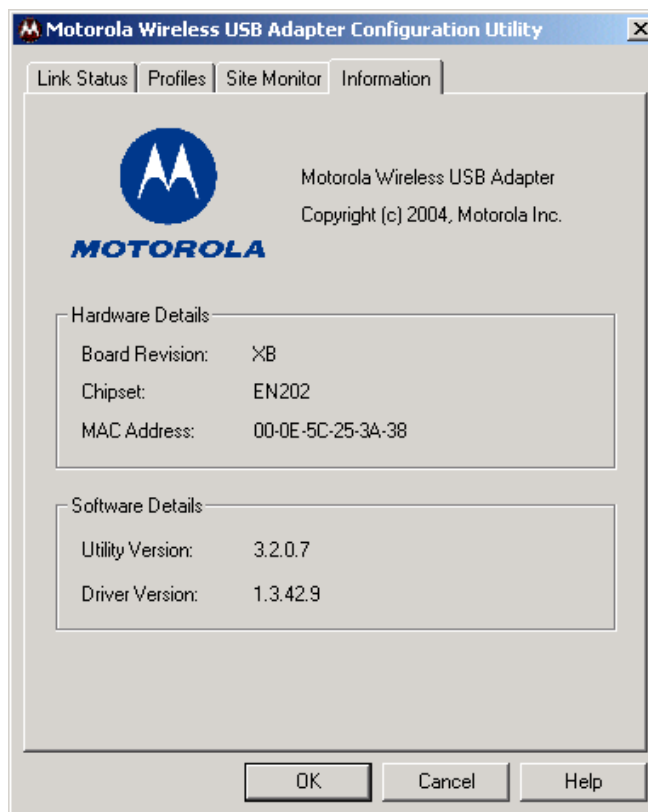 Motorola Wireless USB Adapter Configuration Utility
Link Status Profiles Site Monitor Information
Motorola Wireless USB Adapter
Copyright (c) 2004, Motorola Inc.
MOTOROLA
Hardware Details
Board Revision: XB
Chipset: EN202
MAC Address: 00-0E-5C-25-3A-38
Software Details
Utility Version: 3.2.0.7
Driver Version: 1.3.42.9
OK Cancel Help